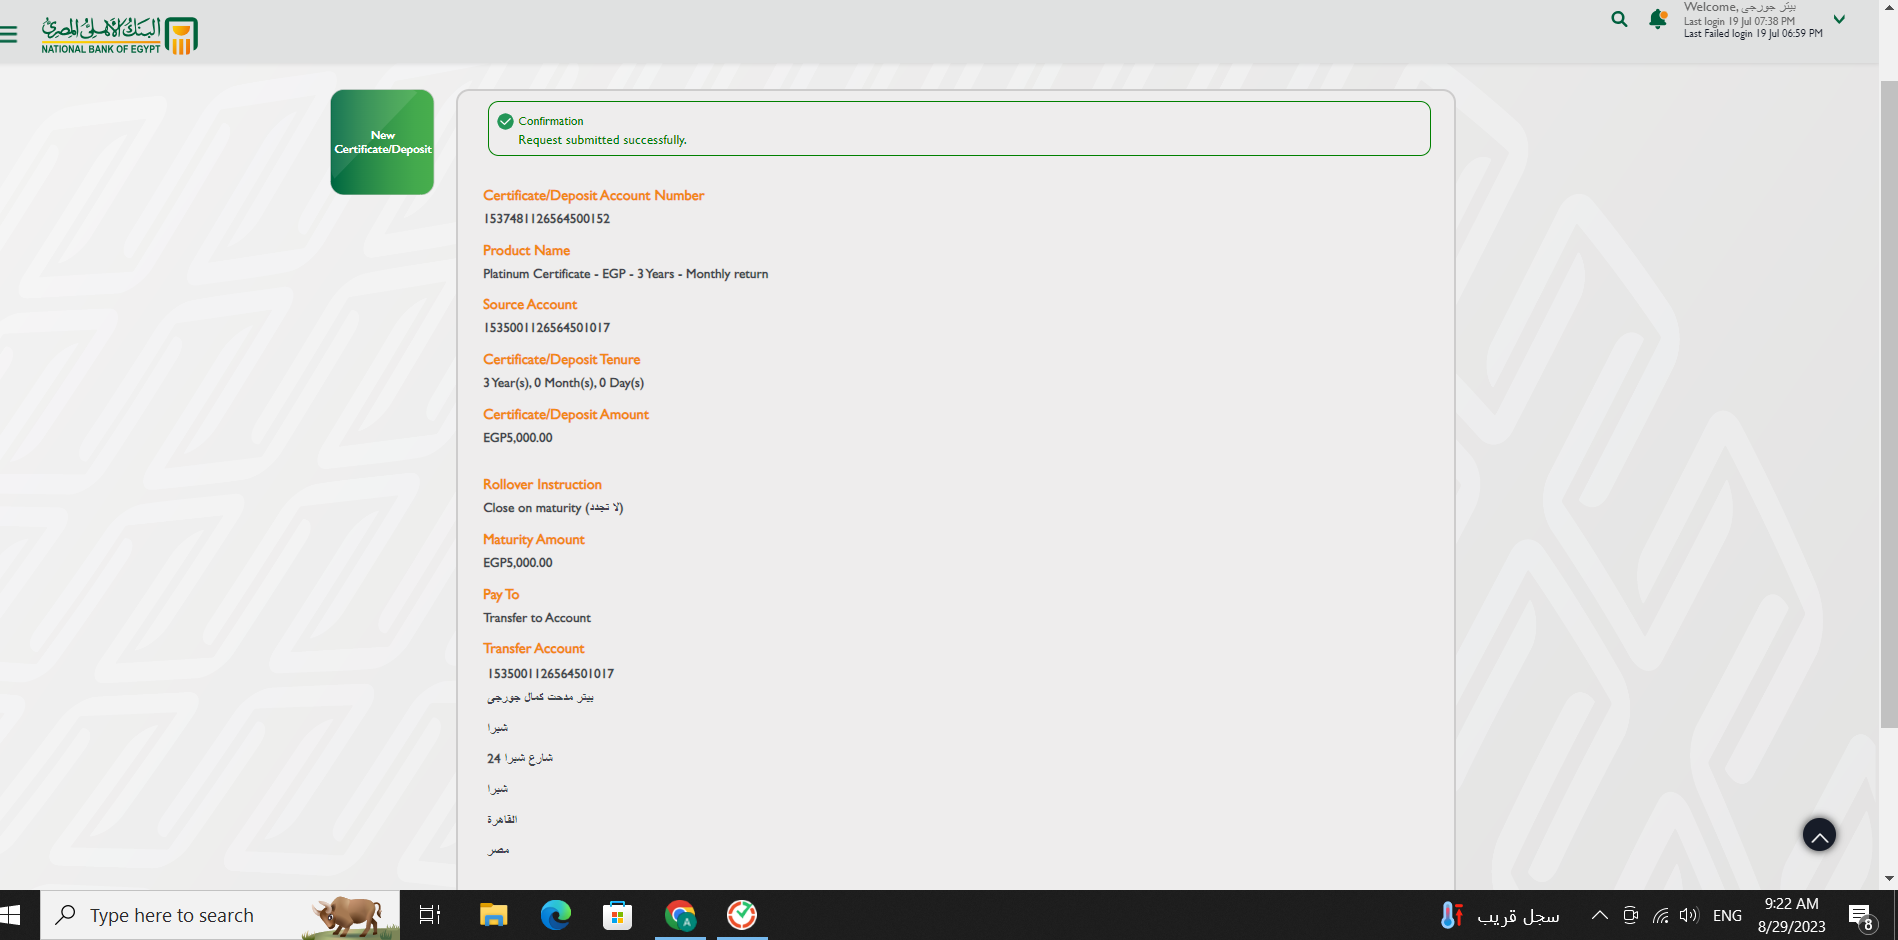 البنك الأهلي المصري
NATIONAL BANK OF EGYPT
Welcome, بيتر جورجى
Last login 19 Jul 07:38 PM
Last Failed login 19 Jul 06:59 PM
New
Certificate/Deposit
Confirmation
Request submitted successfully.
Certificate/Deposit Account Number
1537481126564500152
Product Name
Platinum Certificate - EGP - 3 Years - Monthly return
Source Account
1535001126564501017
Certificate/Deposit Tenure
3 Year(s), 0 Month(s), 0 Day(s)
Certificate/Deposit Amount
EGP5,000.00
Rollover Instruction
Close on maturity (لا تجدد)
Maturity Amount
EGP5,000.00
Pay To
Transfer to Account
Transfer Account
1535001126564501017
بيتر مدحت كمال جورجى
شبرا
24 شارع شبرا
شبرا
القاهرة
مصر
Type here to search
A
سجل قريب
ENG
9:22 AM
8/29/2023
8